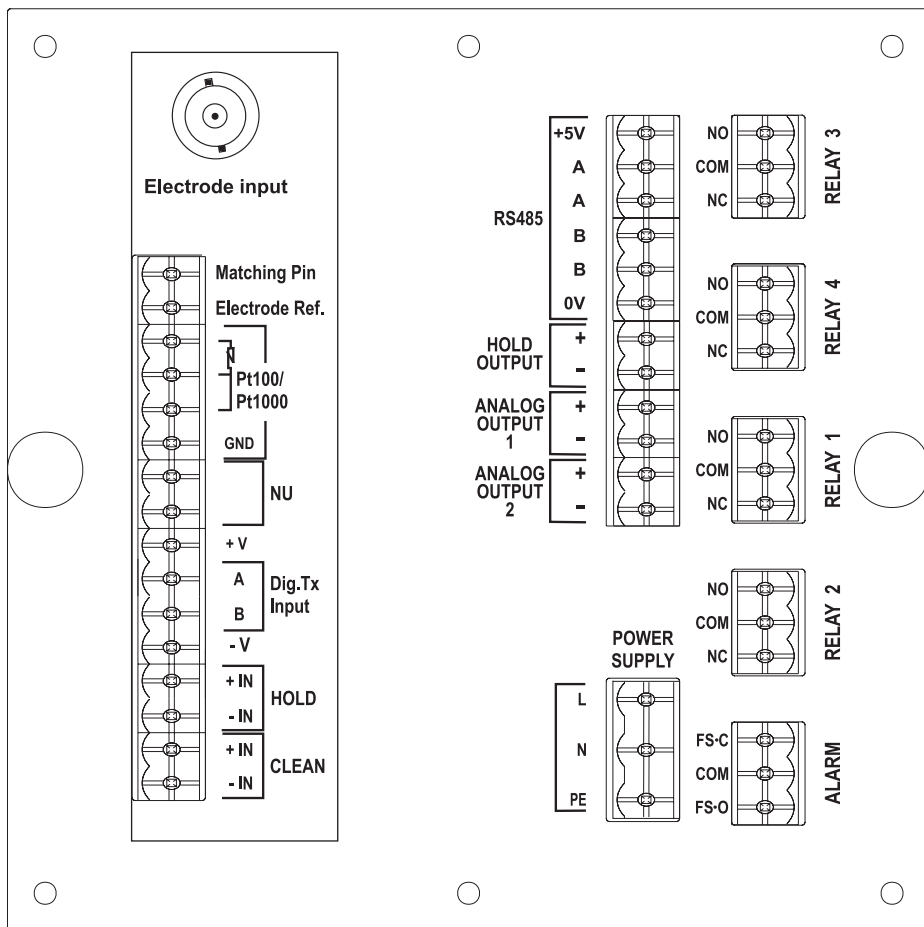 Electrode input
Matching Pin
Electrode Ref.
Pt100/
Pt1000
GND
NU
+ V
A
B
Dig.Tx
Input
- V
+ IN
- IN
HOLD
+ IN
- IN
CLEAN
RS485
+5V
A
A
B
B
0V
HOLD
OUTPUT
+
-
ANALOG
OUTPUT
1
+
-
ANALOG
OUTPUT
2
+
-
POWER
SUPPLY
L
N
PE
NO
COM
NC
RELAY 3
NO
COM
NC
RELAY 4
NO
COM
NC
RELAY 1
NO
COM
NC
RELAY 2
FS•C
COM
FS•O
ALARM